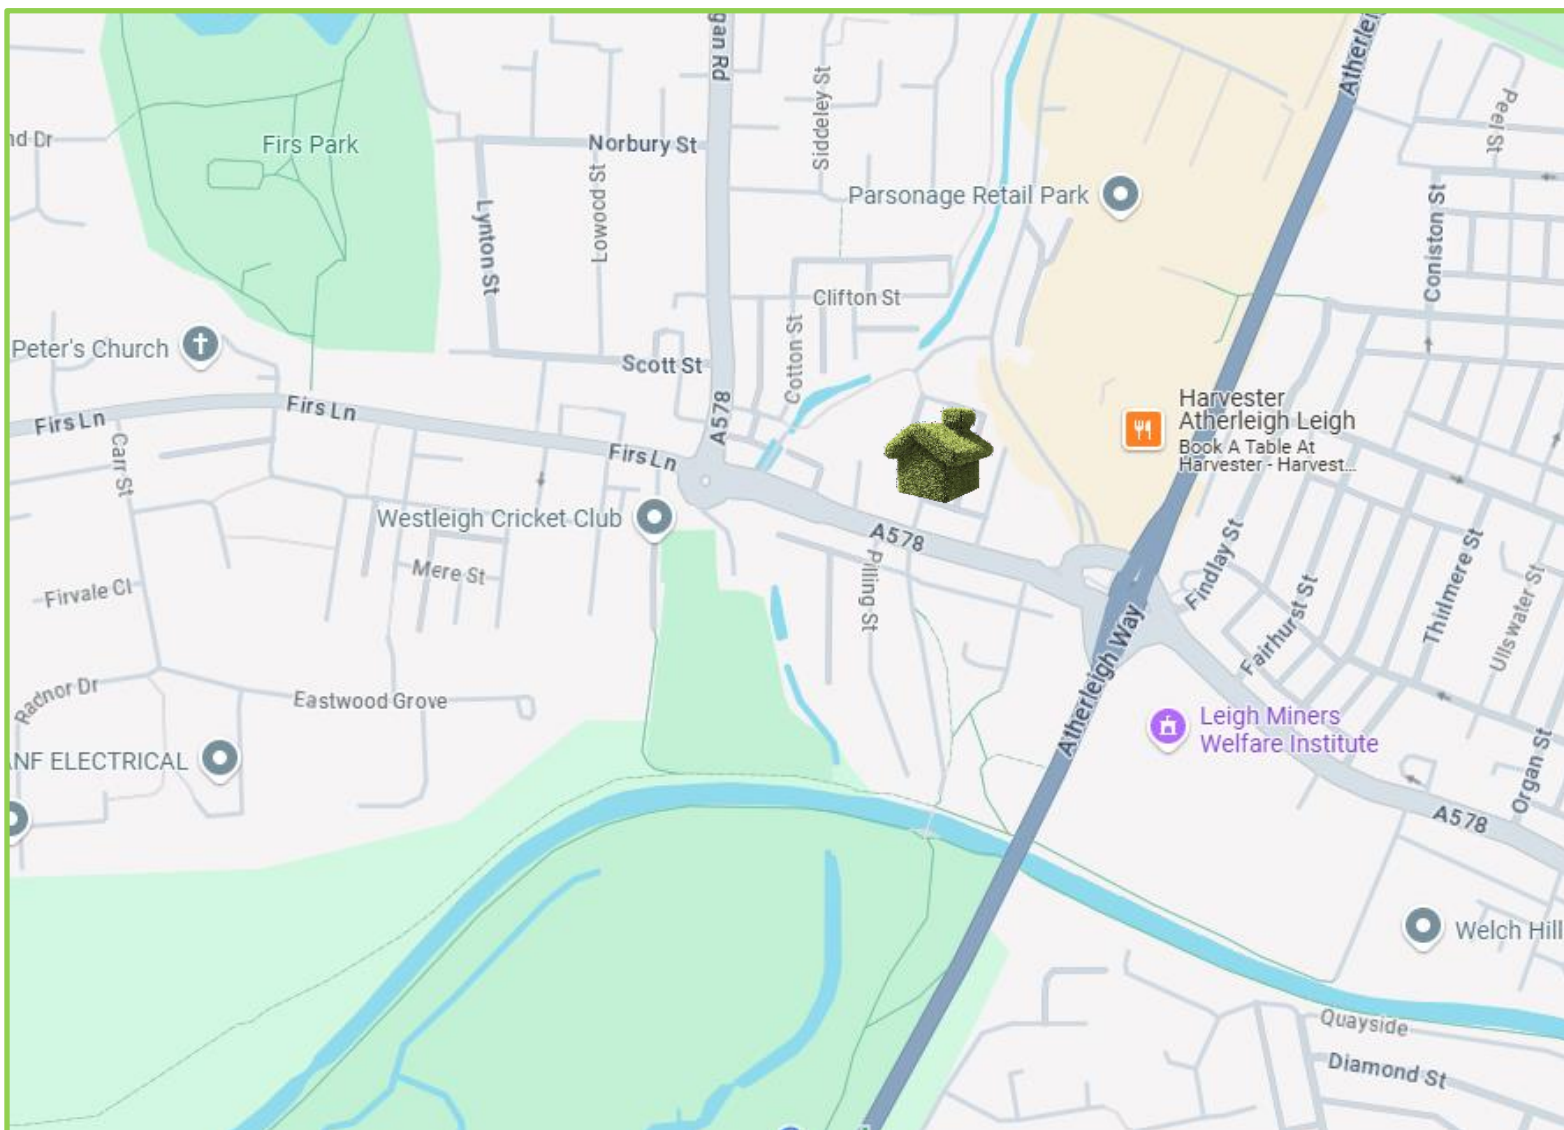 gan Rd
Atherlei
Siddeley St
Peel St
nd Dr
Firs Park
Norbury St
Parsonage Retail Park
Lowood St
Lynton St
Coniston St
Clifton St
Peter's Church
Scott St
Cotton St
Firs Ln
Firs Ln
A578
Harvester
Atherleigh Leigh
Book A Table At
Harvester - Harvest...
Carr St
Firs Ln
Westleigh Cricket Club
A578
Findlay St
Thirlmere St
Mere St
Firvale Cl
Pilling St
Fairhurst St
Ullswater St
Atherleigh Way
Radnor Dr
Eastwood Grove
Leigh Miners
Welfare Institute
NF ELECTRICAL
Organ St
A578
Welch Hill
Quayside
Diamond St